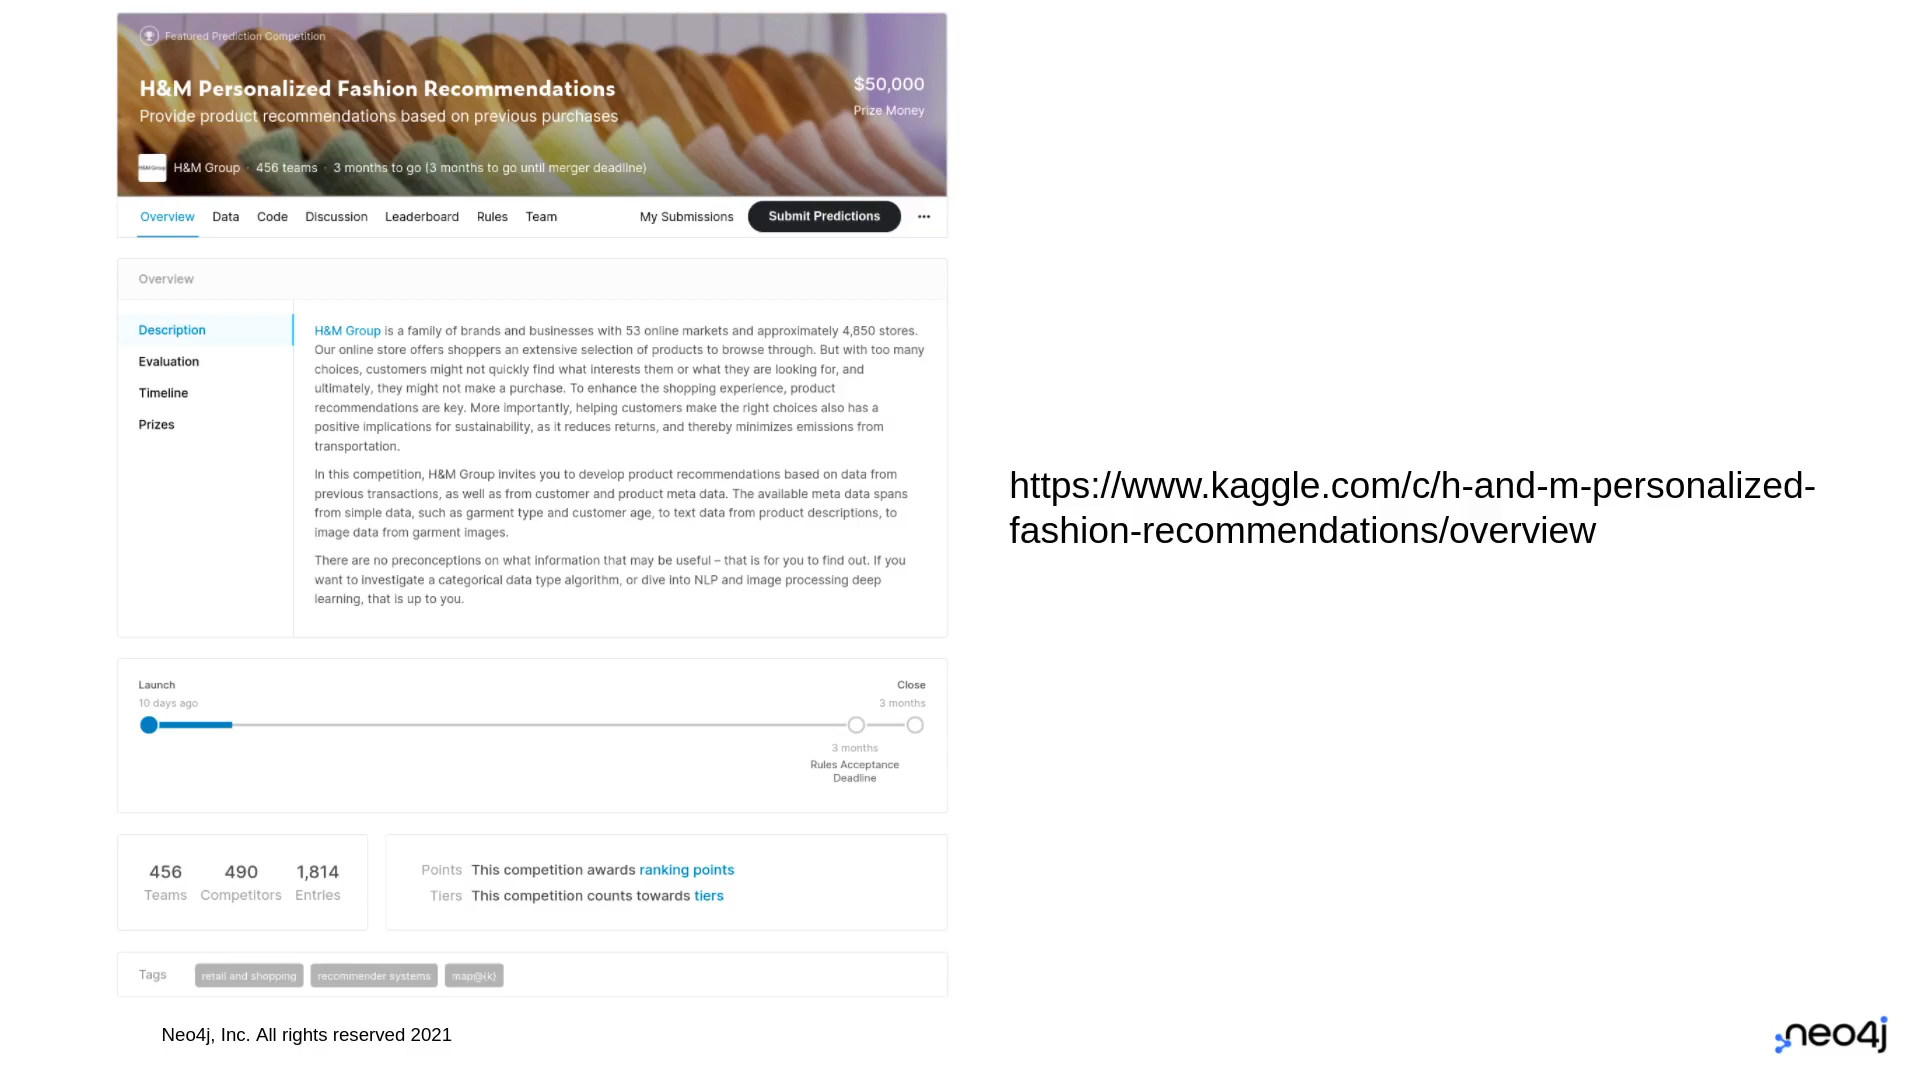 Featured Prediction Competition
H&M Personalized Fashion Recommendations
Provide product recommendations based on previous purchases
$50,000
Prize Money
H&M Group
H&M Group · 456 teams · 3 months to go (3 months to go until merger deadline)
Overview Data Code Discussion Leaderboard Rules Team My Submissions Submit Predictions ...
Overview
Description
Evaluation
Timeline
Prizes
H&M Group is a family of brands and businesses with 53 online markets and approximately 4,850 stores.
Our online store offers shoppers an extensive selection of products to browse through. But with too many
choices, customers might not quickly find what interests them or what they are looking for, and
ultimately, they might not make a purchase. To enhance the shopping experience, product
recommendations are key. More importantly, helping customers make the right choices also has a
positive implications for sustainability, as it reduces returns, and thereby minimizes emissions from
transportation.
In this competition, H&M Group invites you to develop product recommendations based on data from
previous transactions, as well as from customer and product meta data. The available meta data spans
from simple data, such as garment type and customer age, to text data from product descriptions, to
image data from garment images.
There are no preconceptions on what information that may be useful – that is for you to find out. If you
want to investigate a categorical data type algorithm, or dive into NLP and image processing deep
learning, that is up to you.
https://www.kaggle.com/c/h-and-m-personalized-
fashion-recommendations/overview
Launch
10 days ago
Close
3 months
3 months
Rules Acceptance
Deadline
456 490 1,814
Teams Competitors Entries
Points This competition awards ranking points
Tiers This competition counts towards tiers
Tags retail and shopping recommender systems map@{k}
Neo4j, Inc. All rights reserved 2021
neo4j